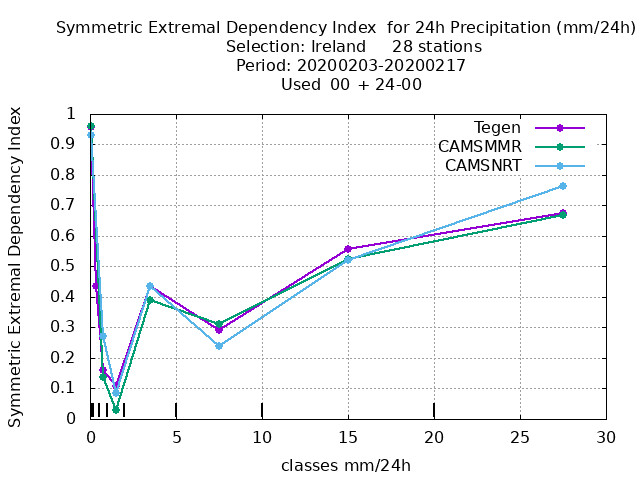 Symmetric Extremal Dependency Index  for 24h Precipitation (mm/24h)
Selection: Ireland     28 stations
Period: 20200203-20200217
Used  00 + 24-00
Symmetric Extremal Dependency Index
1
0.9
0.8
0.7
0.6
0.5
0.4
0.3
0.2
0.1
0
Tegen
CAMSMMR
CAMSNRT
0 5 10 15 20 25 30
classes mm/24h